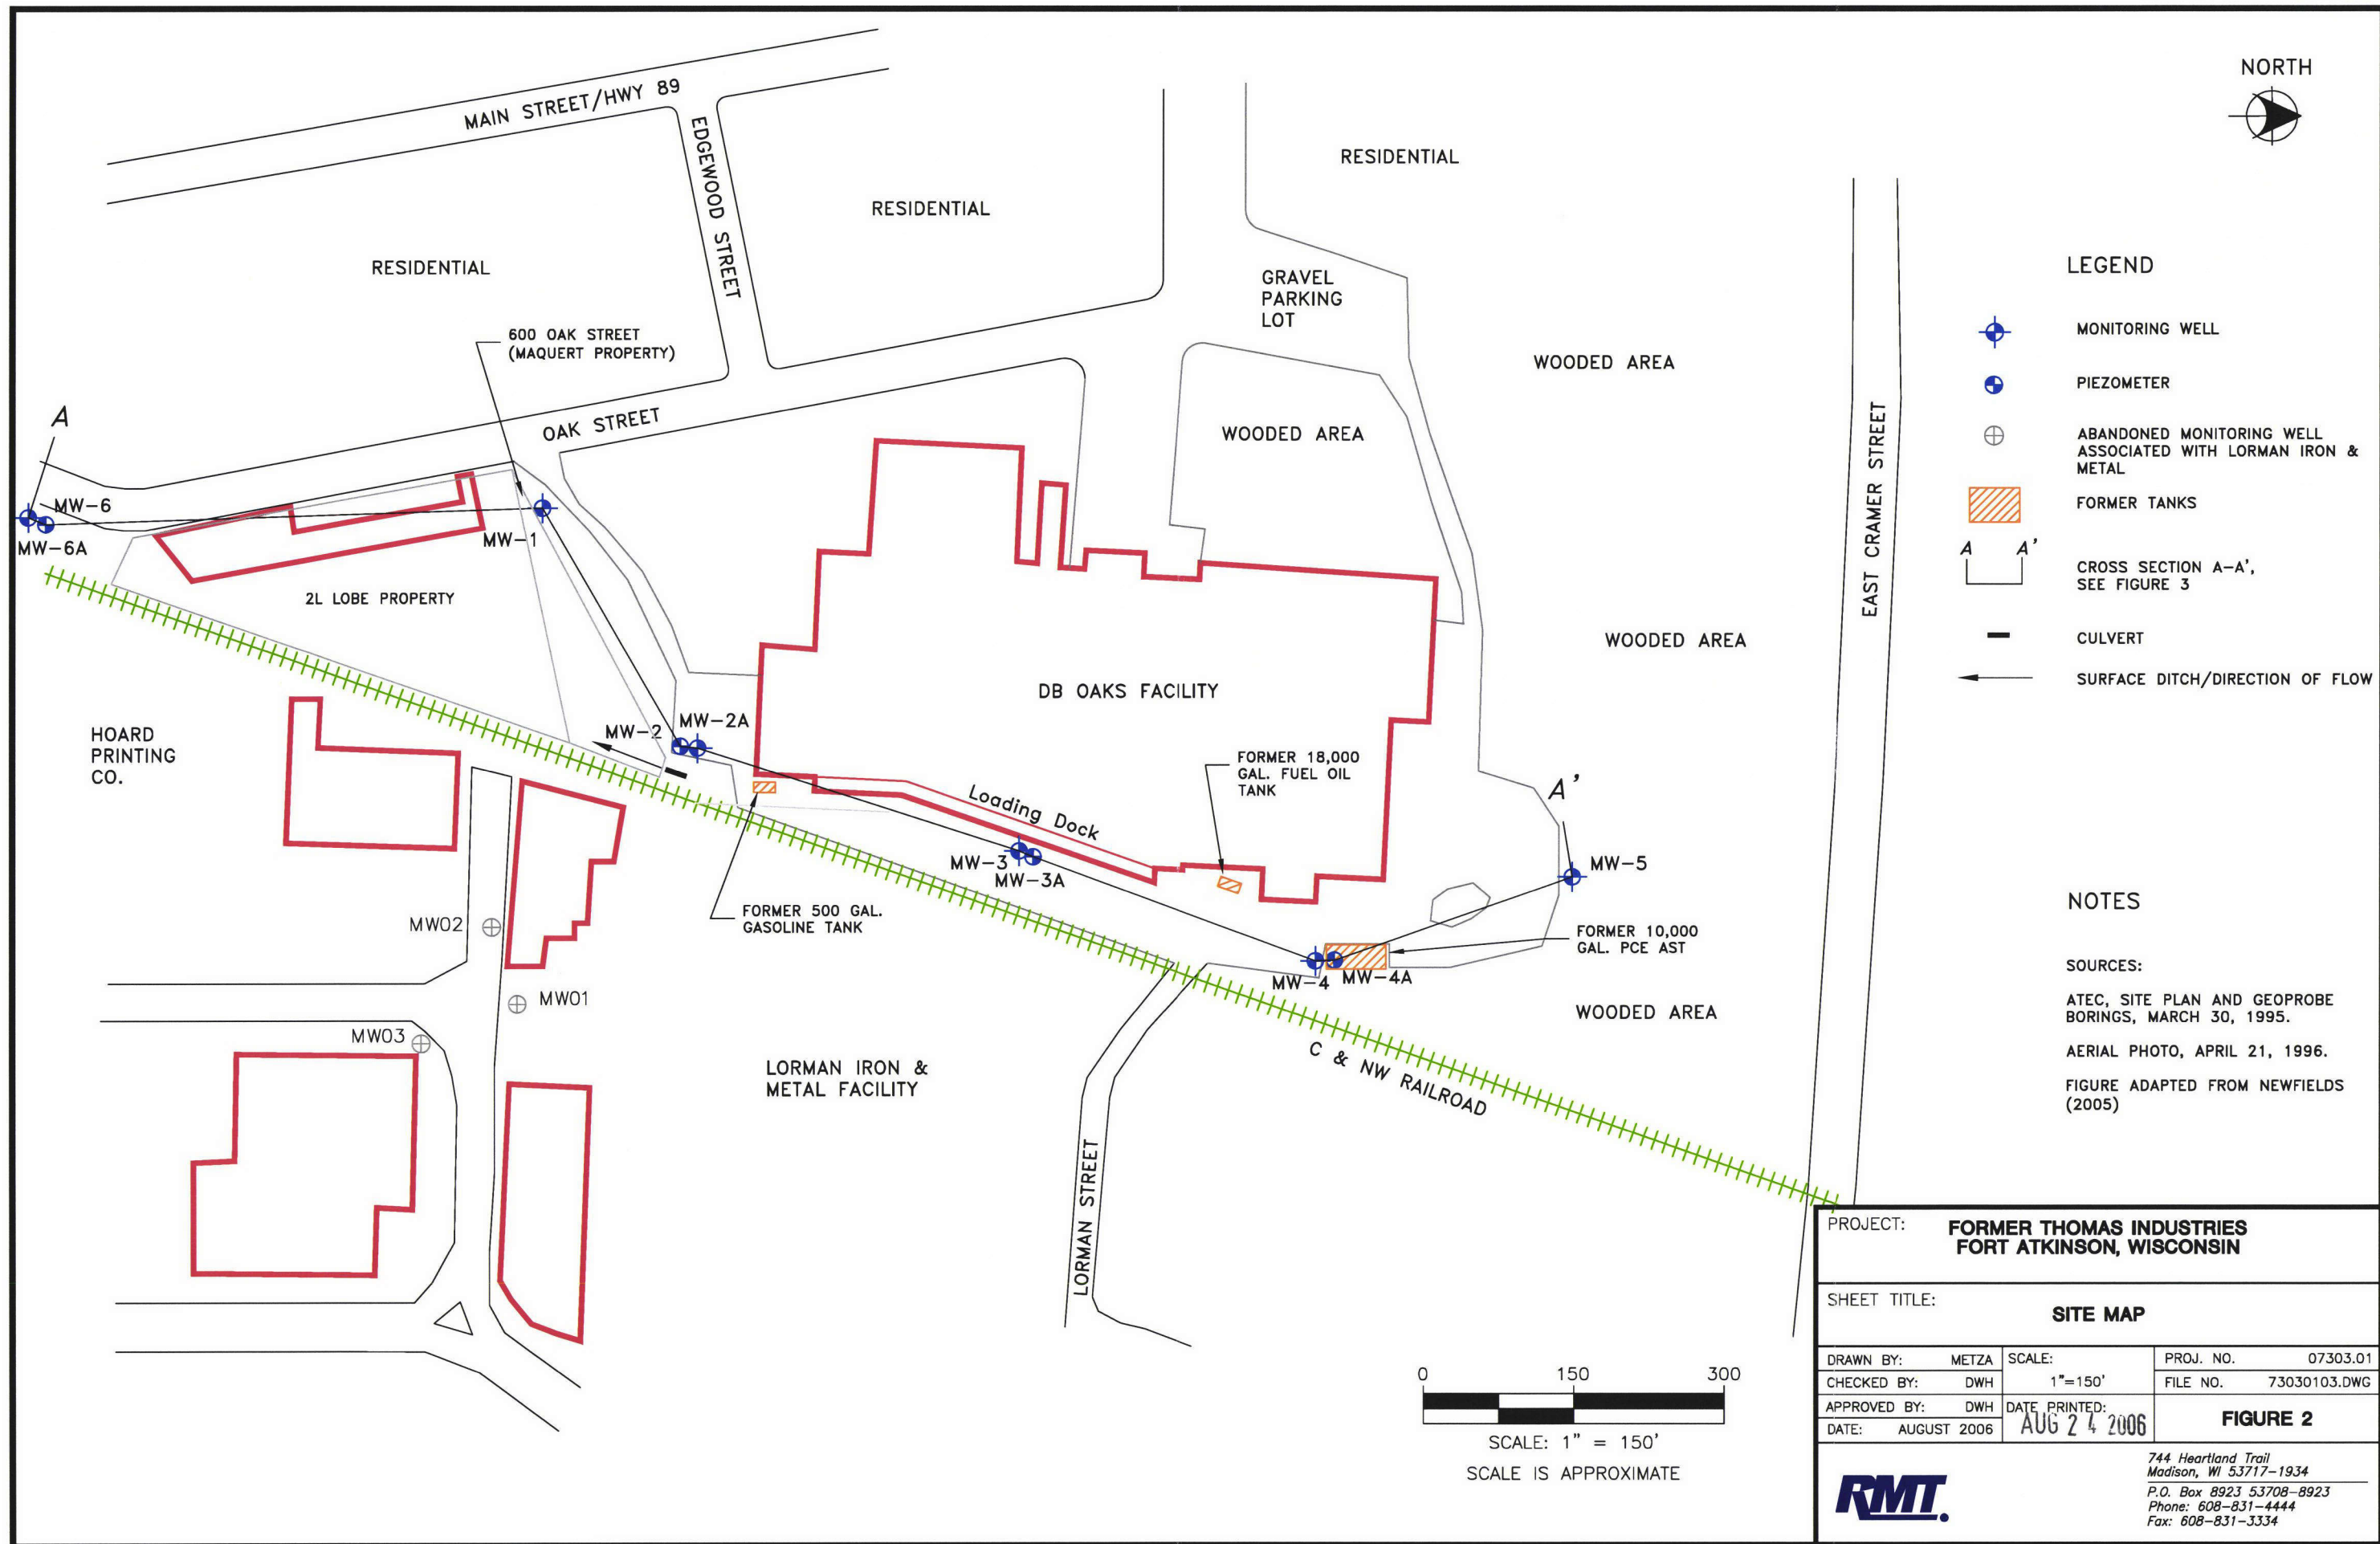 NORTH
MAIN STREET/HWY 89
EDGEWOOD STREET
RESIDENTIAL
RESIDENTIAL
RESIDENTIAL
GRAVEL
PARKING
LOT
600 OAK STREET
(MAQUERT PROPERTY)
OAK STREET
WOODED AREA
WOODED AREA
EAST CRAMER STREET
A
MW-6
MW-6A
MW-1
2L LOBE PROPERTY
WOODED AREA
DB OAKS FACILITY
MW-2
MW-2A
HOARD
PRINTING
CO.
FORMER 18,000
GAL. FUEL OIL
TANK
Loading Dock
A'
MW-3
MW-3A
MW-5
FORMER 500 GAL.
GASOLINE TANK
FORMER 10,000
GAL. PCE AST
MW-4
MW-4A
MW02
MW01
MW03
WOODED AREA
C & NW RAILROAD
LORMAN IRON &
METAL FACILITY
LORMAN STREET
LEGEND
MONITORING WELL
PIEZOMETER
ABANDONED MONITORING WELL
ASSOCIATED WITH LORMAN IRON &
METAL
FORMER TANKS
A A'
CROSS SECTION A-A',
SEE FIGURE 3
CULVERT
SURFACE DITCH/DIRECTION OF FLOW
NOTES
SOURCES:
ATEC, SITE PLAN AND GEOPROBE
BORINGS, MARCH 30, 1995.
AERIAL PHOTO, APRIL 21, 1996.
FIGURE ADAPTED FROM NEWFIELDS
(2005)
0 150 300
SCALE: 1" = 150'
SCALE IS APPROXIMATE
PROJECT: FORMER THOMAS INDUSTRIES
FORT ATKINSON, WISCONSIN
SHEET TITLE:
SITE MAP
DRAWN BY: METZA SCALE: PROJ. NO. 07303.01
CHECKED BY: DWH 1"=150' FILE NO. 73030103.DWG
APPROVED BY: DWH DATE PRINTED:
DATE: AUGUST 2006 AUG 24 2006 FIGURE 2
RMT.
744 Heartland Trail
Madison, WI 53717-1934
P.O. Box 8923 53708-8923
Phone: 608-831-4444
Fax: 608-831-3334